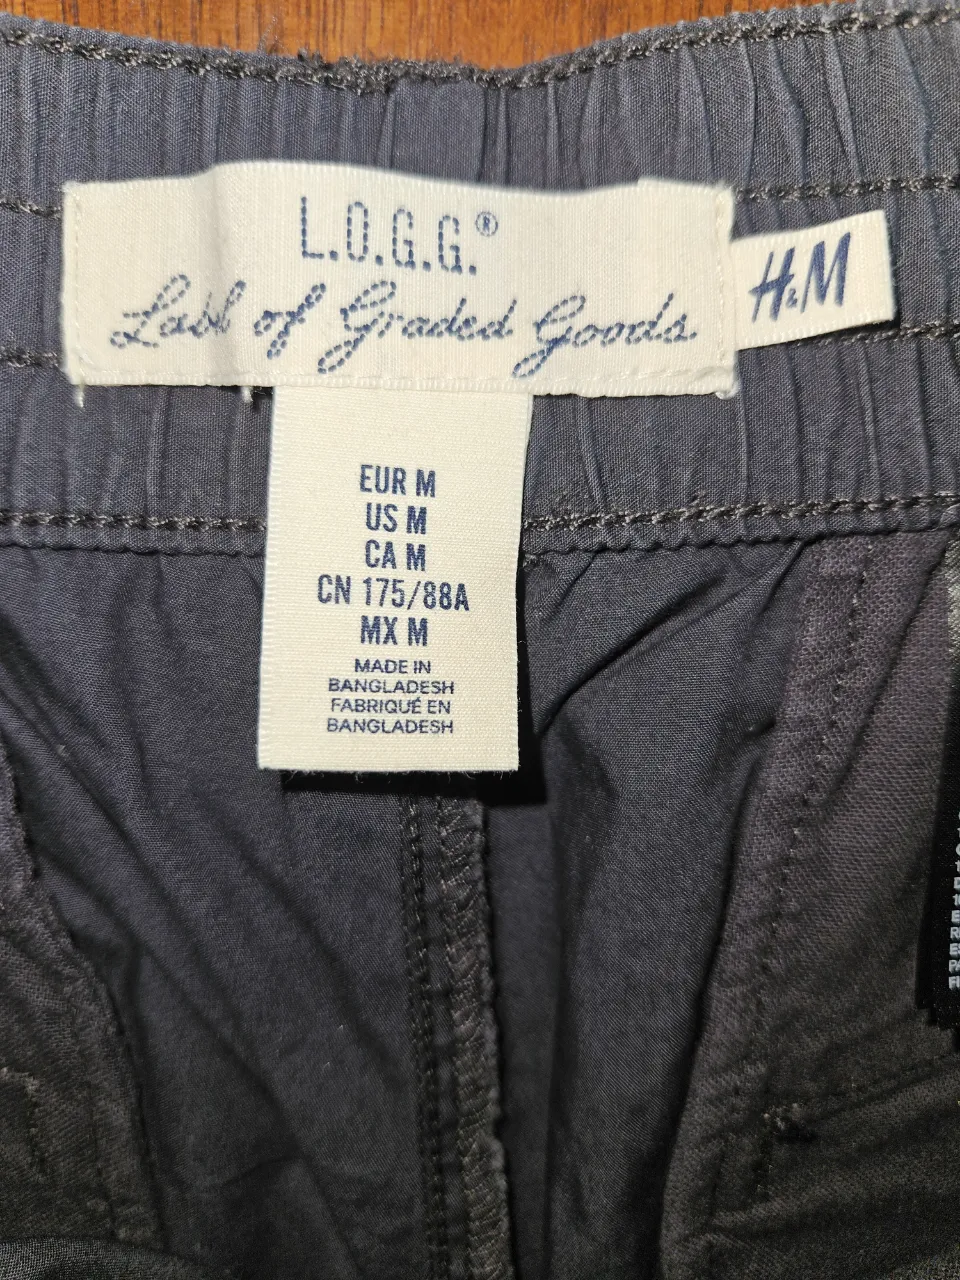 L.O.G.G.®
Label of Graded Goods
H&M
EUR M
US M
CA M
CN 175/88A
MX M
MADE IN
BANGLADESH
FABRIQUÉ EN
BANGLADESH